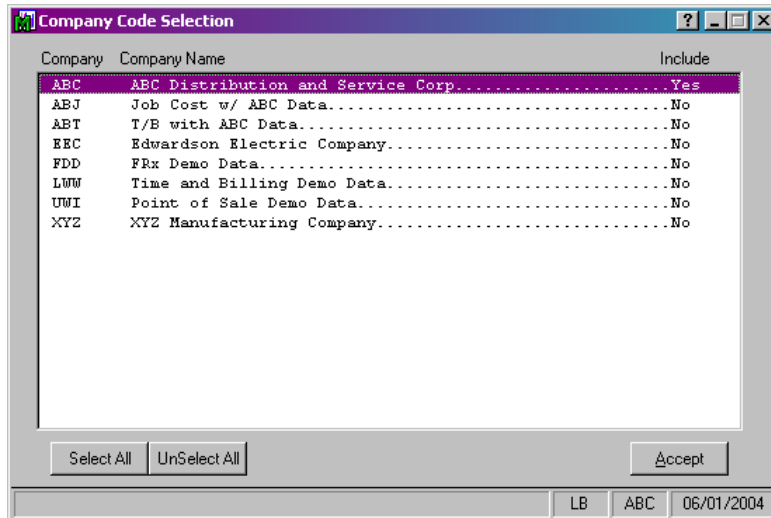 Company Code Selection
Company Company Name Include
ABC ABC Distribution and Service Corp.......................Yes
ABJ Job Cost w/ ABC Data.....................................No
ABT T/B with ABC Data........................................No
EEC Edwardson Electric Company...............................No
FDD FRx Demo Data............................................No
LWW Time and Billing Demo Data...............................No
UWI Point of Sale Demo Data..................................No
XYZ XYZ Manufacturing Company................................No
Select All UnSelect All Accept
LB ABC 06/01/2004